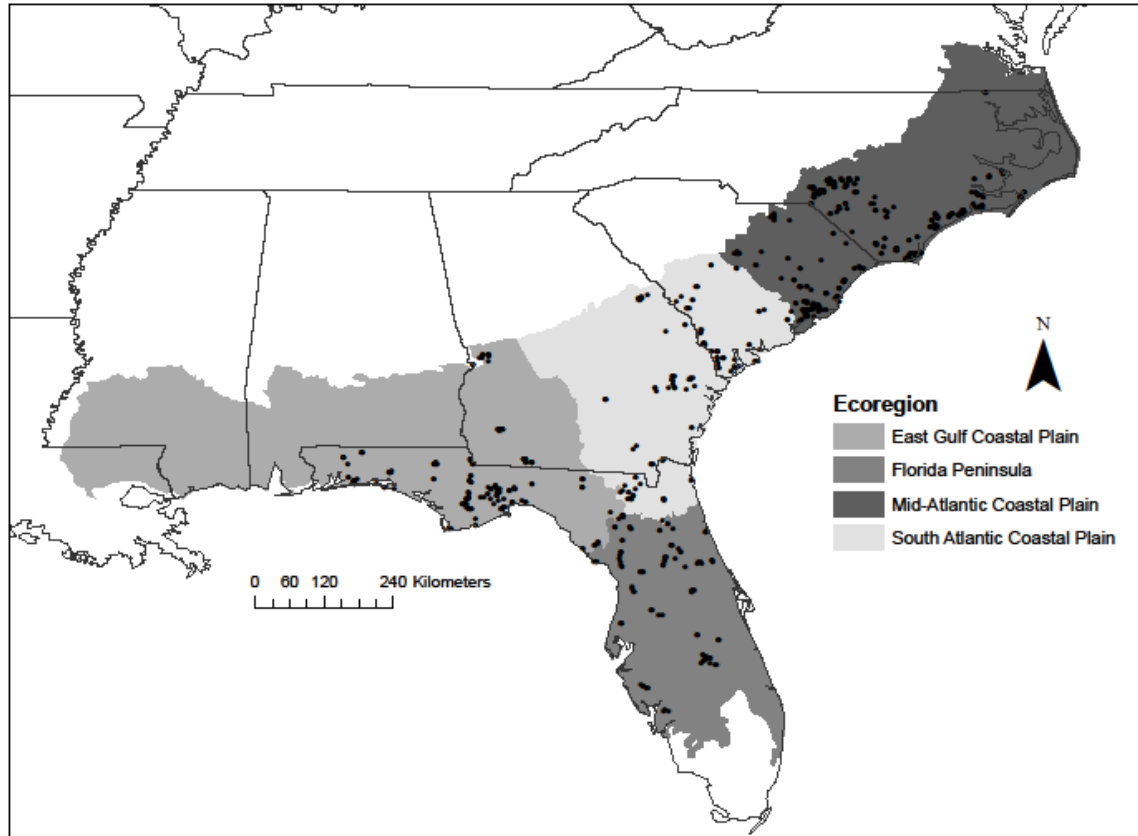 N
Ecoregion
East Gulf Coastal Plain
Florida Peninsula
Mid-Atlantic Coastal Plain
South Atlantic Coastal Plain
0 60 120 240 Kilometers